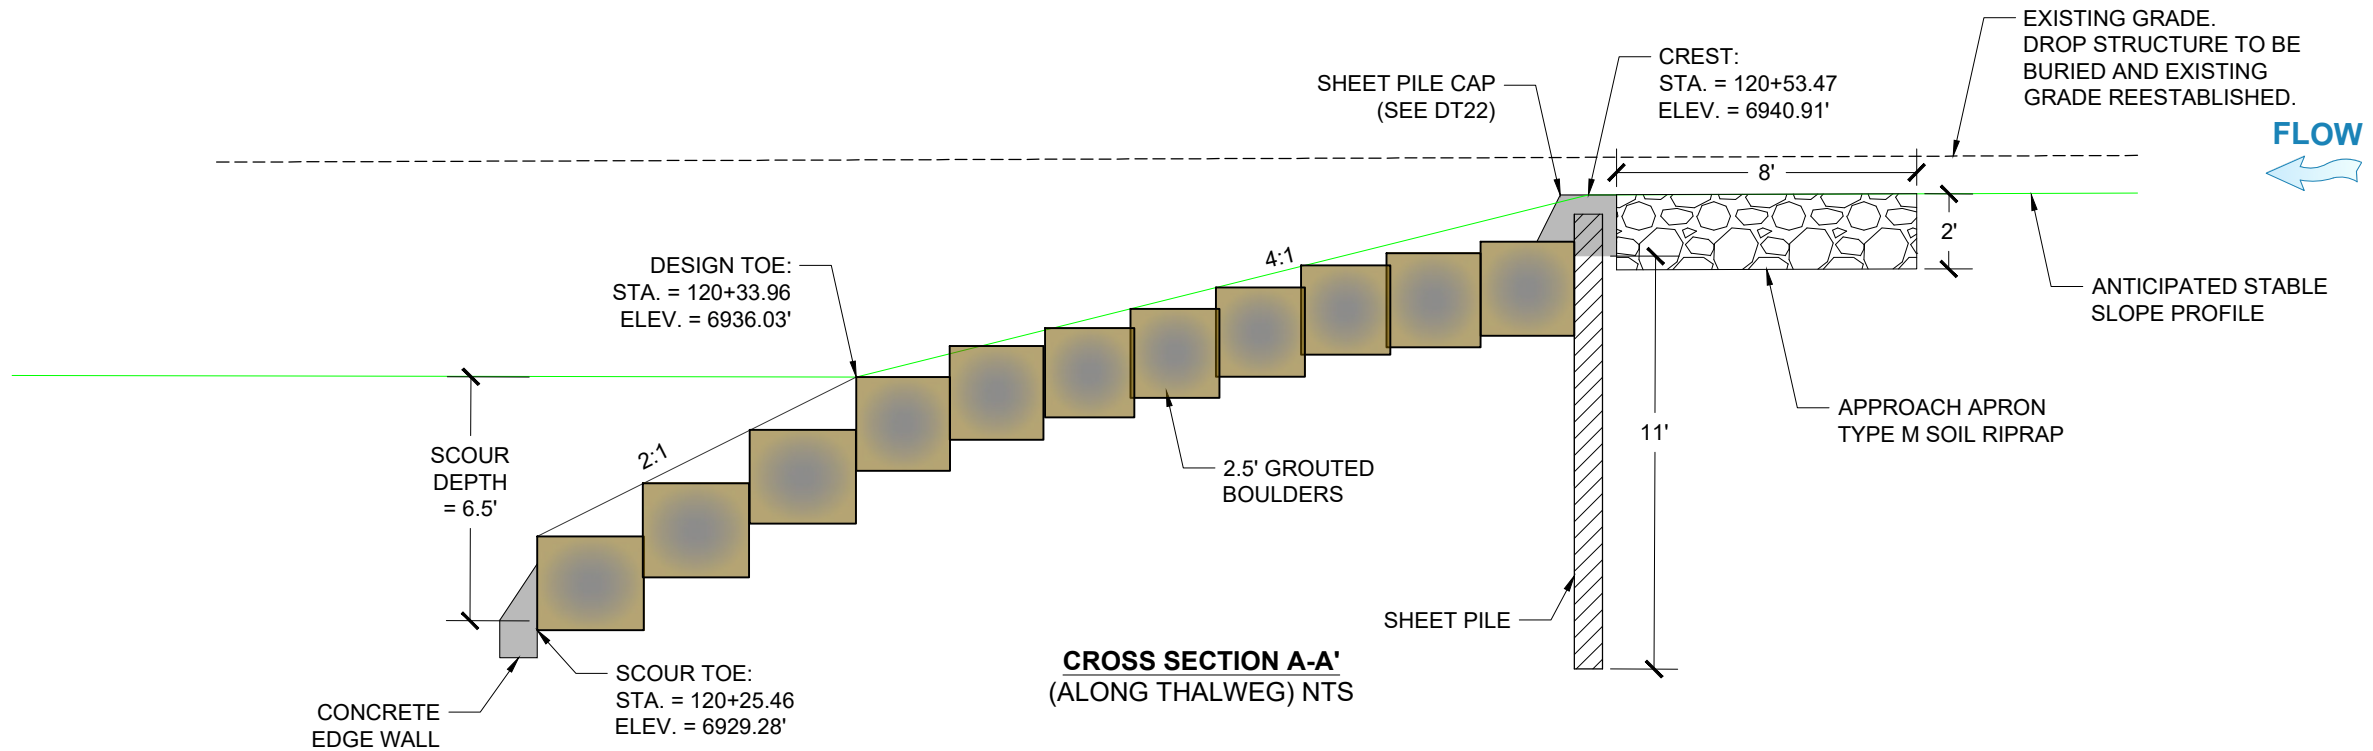 EXISTING GRADE.
DROP STRUCTURE TO BE
BURIED AND EXISTING
GRADE REESTABLISHED.
FLOW
CREST:
STA. = 120+53.47
ELEV. = 6940.91'
SHEET PILE CAP
(SEE DT22)
8'
2'
4:1
DESIGN TOE:
STA. = 120+33.96
ELEV. = 6936.03'
ANTICIPATED STABLE
SLOPE PROFILE
APPROACH APRON
TYPE M SOIL RIPRAP
11'
2:1
SCOUR
DEPTH
= 6.5'
2.5' GROUTED
BOULDERS
SHEET PILE
SCOUR TOE:
STA. = 120+25.46
ELEV. = 6929.28'
CONCRETE
EDGE WALL
CROSS SECTION A-A'
(ALONG THALWEG) NTS